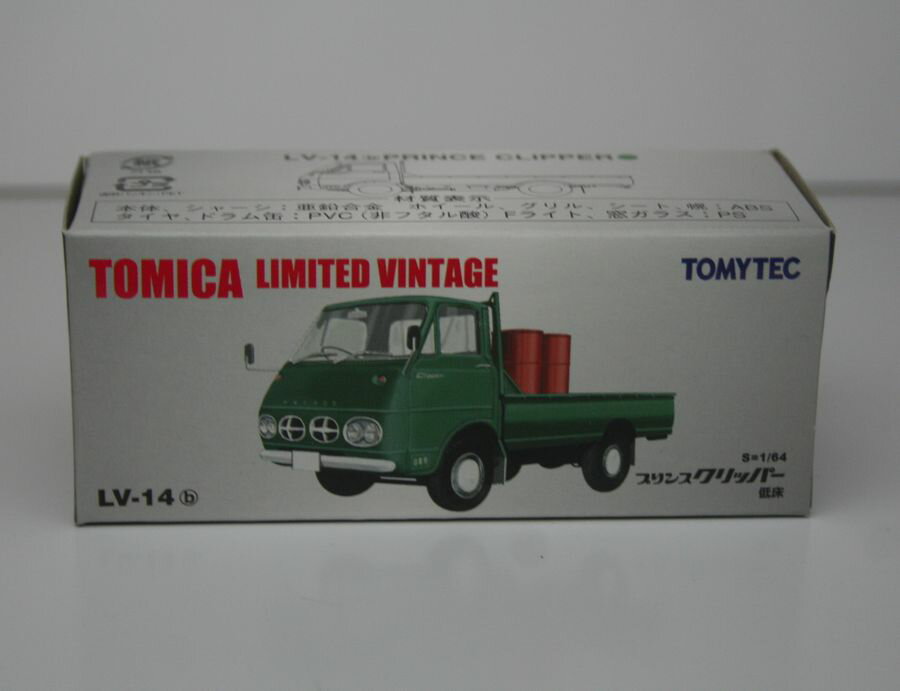 LV-14 b PRINCE CLIPPER
材質表示
本体、シャーシ：亜鉛合金 ホイール、グリル、シート、幌：ABS
タイヤ、ドラム缶：PVC（非フタル酸）Fライト、窓ガラス：PS
TOMICA LIMITED VINTAGE
TOMYTEC
PRINCE
S=1/64
プリンス クリッパー
低床
LV-14 b